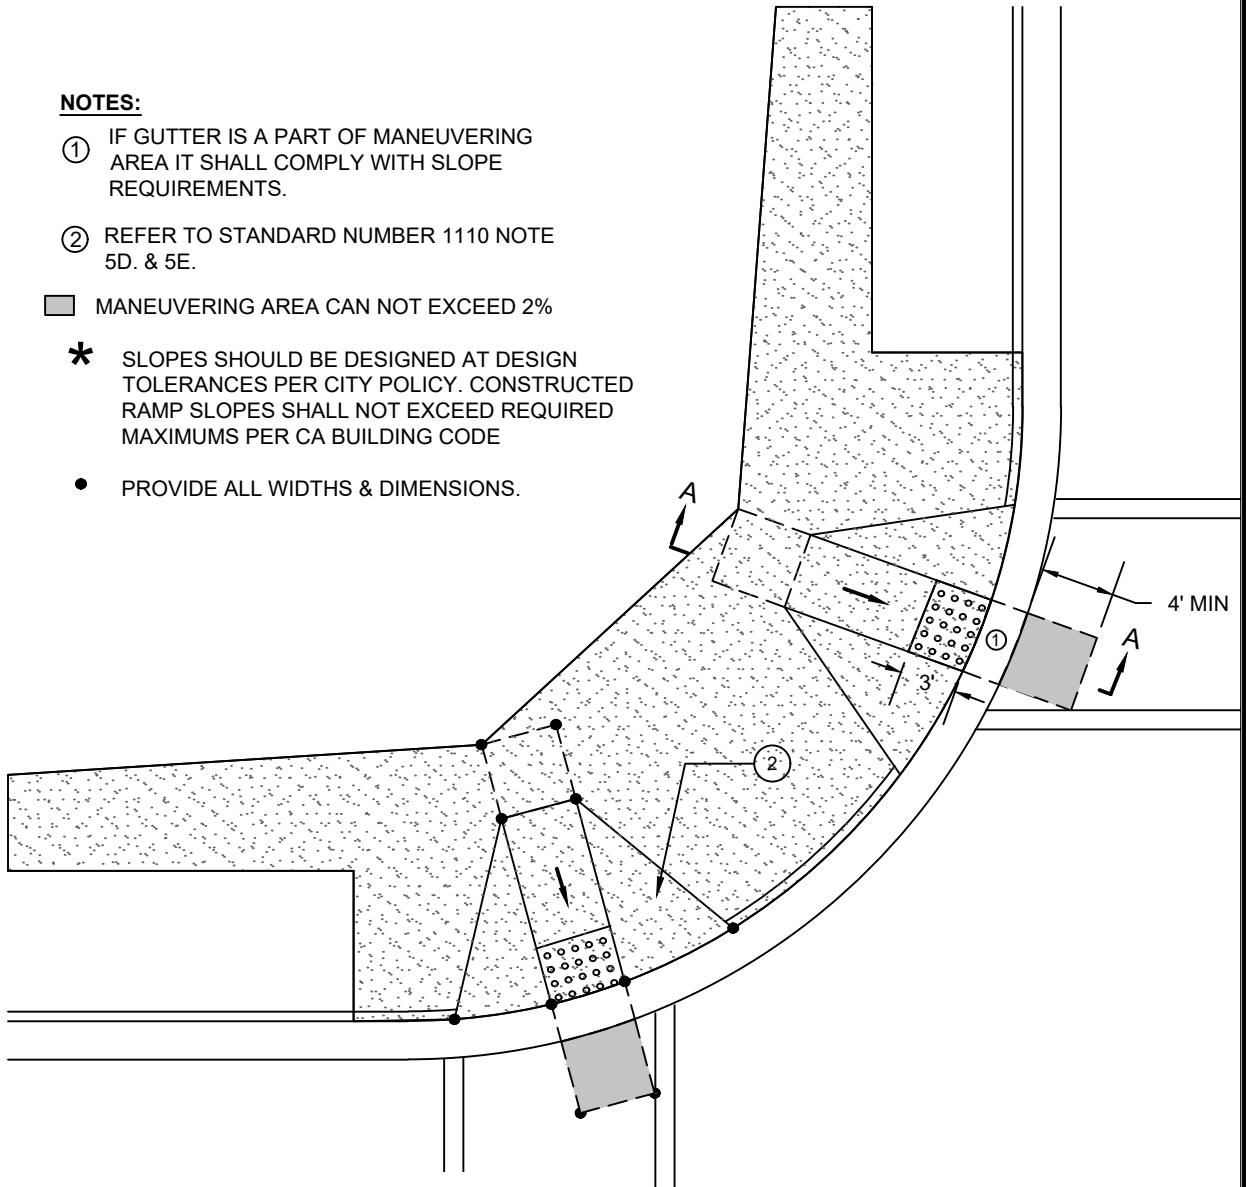 NOTES:
① IF GUTTER IS A PART OF MANEUVERING
AREA IT SHALL COMPLY WITH SLOPE
REQUIREMENTS.
② REFER TO STANDARD NUMBER 1110 NOTE
5D. & 5E.
MANEUVERING AREA CAN NOT EXCEED 2%
* SLOPES SHOULD BE DESIGNED AT DESIGN
TOLERANCES PER CITY POLICY. CONSTRUCTED
RAMP SLOPES SHALL NOT EXCEED REQUIRED
MAXIMUMS PER CA BUILDING CODE
• PROVIDE ALL WIDTHS & DIMENSIONS.
A
4' MIN
①
A
3'
②